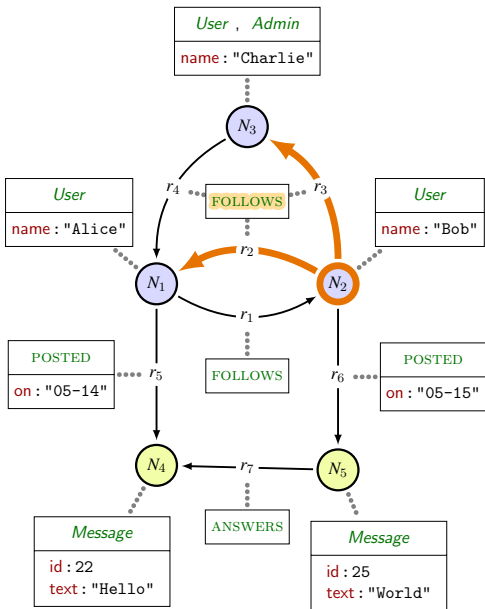 User , Admin
name : "Charlie"
N3
r4
FOLLOWS
r3
User
name : "Alice"
User
name : "Bob"
r2
N1
N2
r1
POSTED
on : "05-14"
r5
FOLLOWS
r6
POSTED
on : "05-15"
N4
r7
N5
ANSWERS
Message
id : 22
text : "Hello"
Message
id : 25
text : "World"